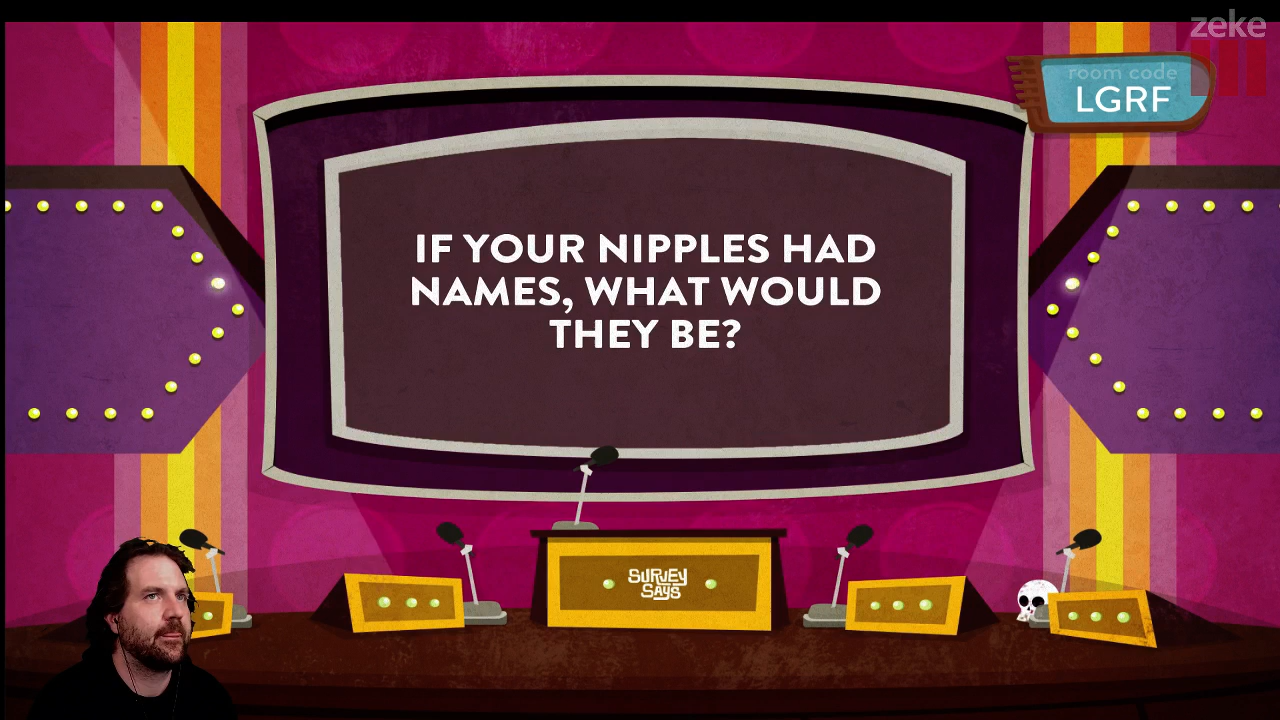 zeke
room code
LGRF
IF YOUR NIPPLES HAD
NAMES, WHAT WOULD
THEY BE?
SURVEY
SAYS